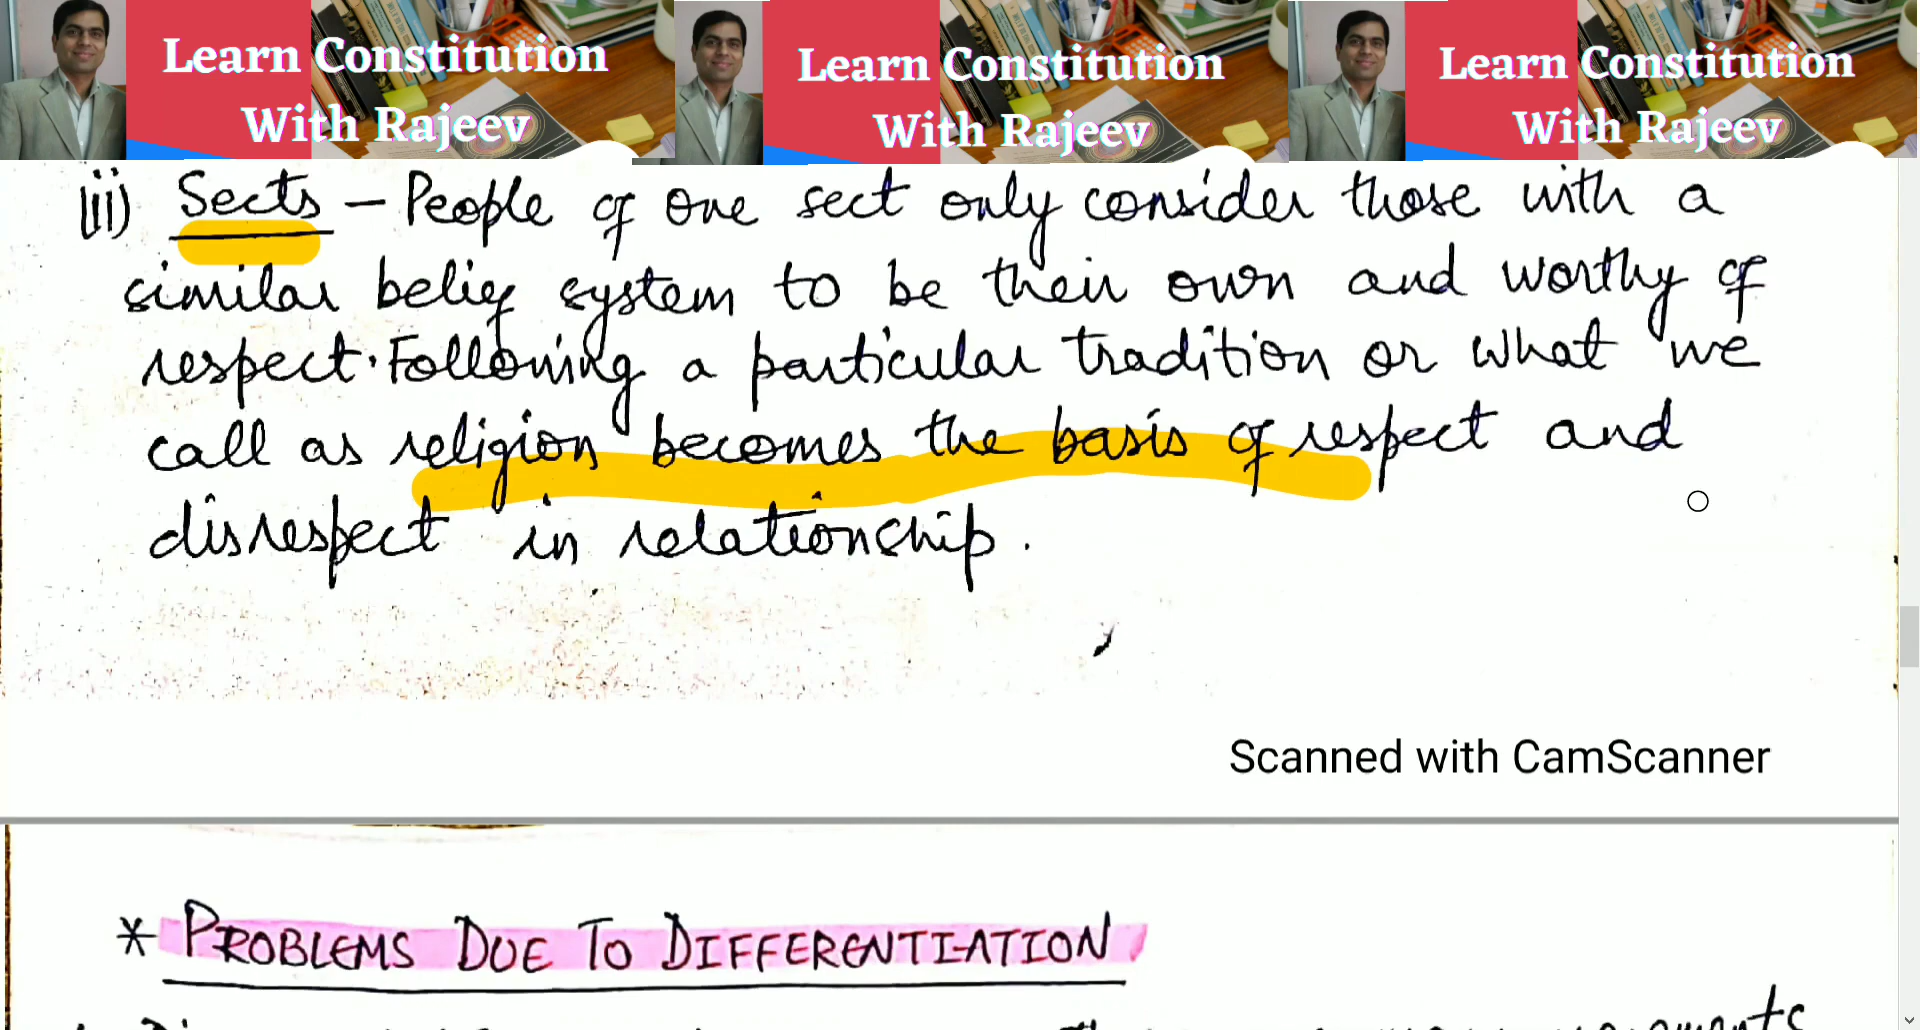 Learn Constitution
With Rajeev
Learn Constitution
With Rajeev
Learn Constitution
With Rajeev
(ii) Sects – People of one sect only consider those with a
similar belief system to be their own and worthy of
respect. Following a particular tradition or what we
call as religion becomes the basis of respect and
disrespect in relationship.
Scanned with CamScanner
* PROBLEMS DUE TO DIFFERENTIATION